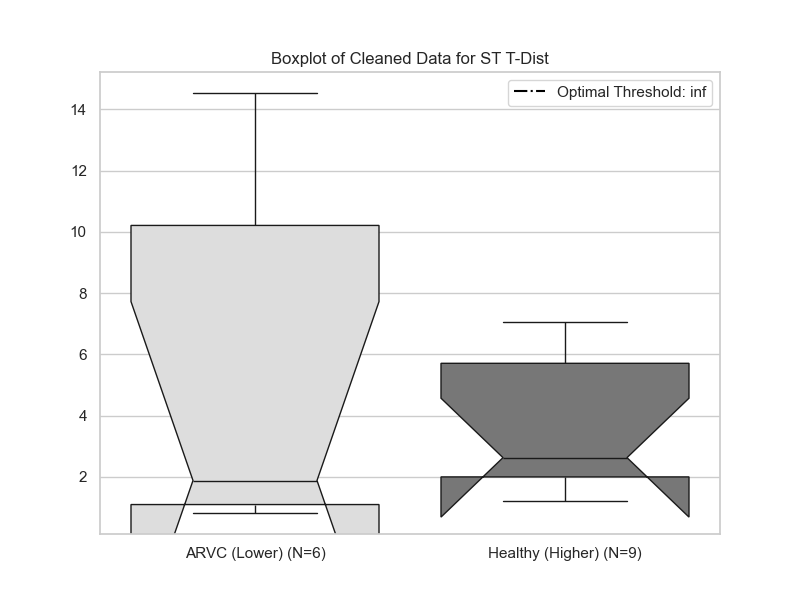 Boxplot of Cleaned Data for ST T-Dist
Optimal Threshold: inf
14
12
10
8
6
4
2
ARVC (Lower) (N=6)
Healthy (Higher) (N=9)